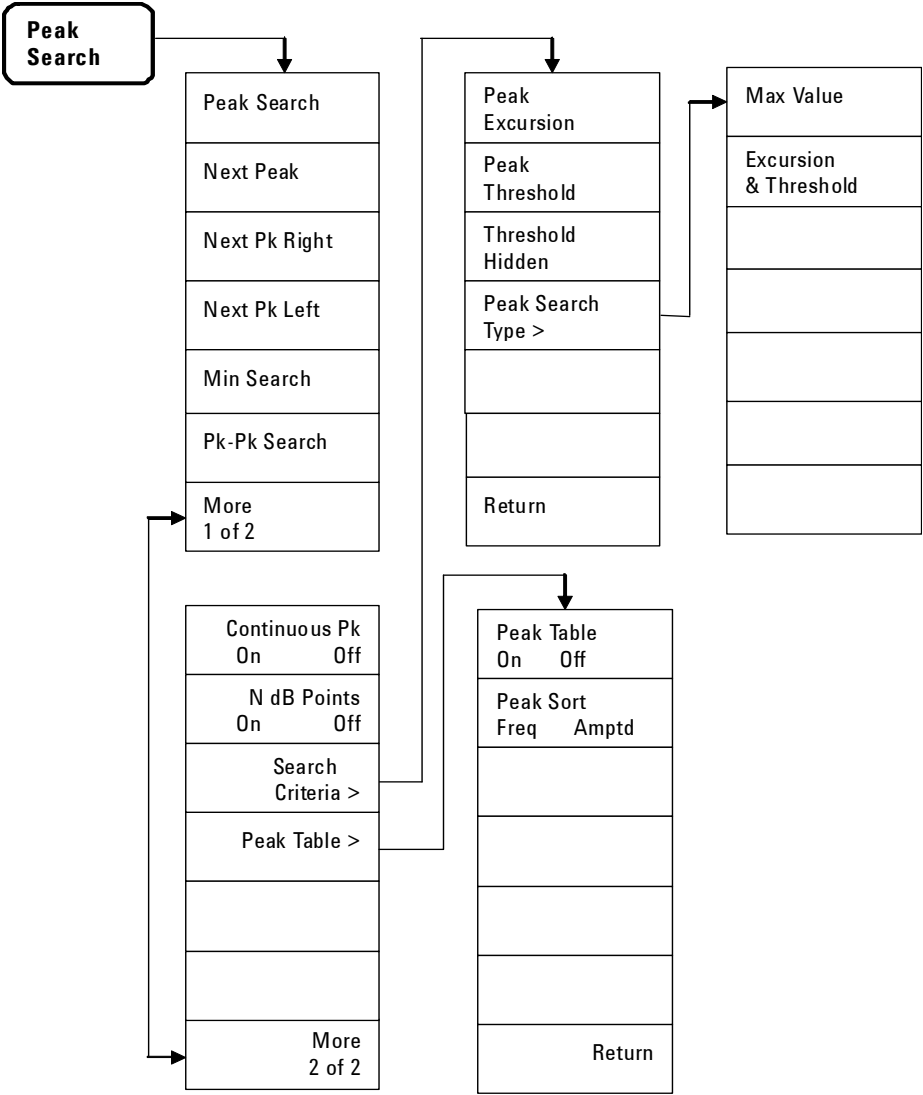 Peak
Search
Peak Search
Next Peak
Next Pk Right
Next Pk Left
Min Search
Pk-Pk Search
More
1 of 2
Continuous Pk
On Off
N dB Points
On Off
Search
Criteria >
Peak Table >
More
2 of 2
Peak
Excursion
Peak
Threshold
Threshold
Hidden
Peak Search
Type >
Return
Peak Table
On Off
Peak Sort
Freq Amptd
Return
Max Value
Excursion
& Threshold